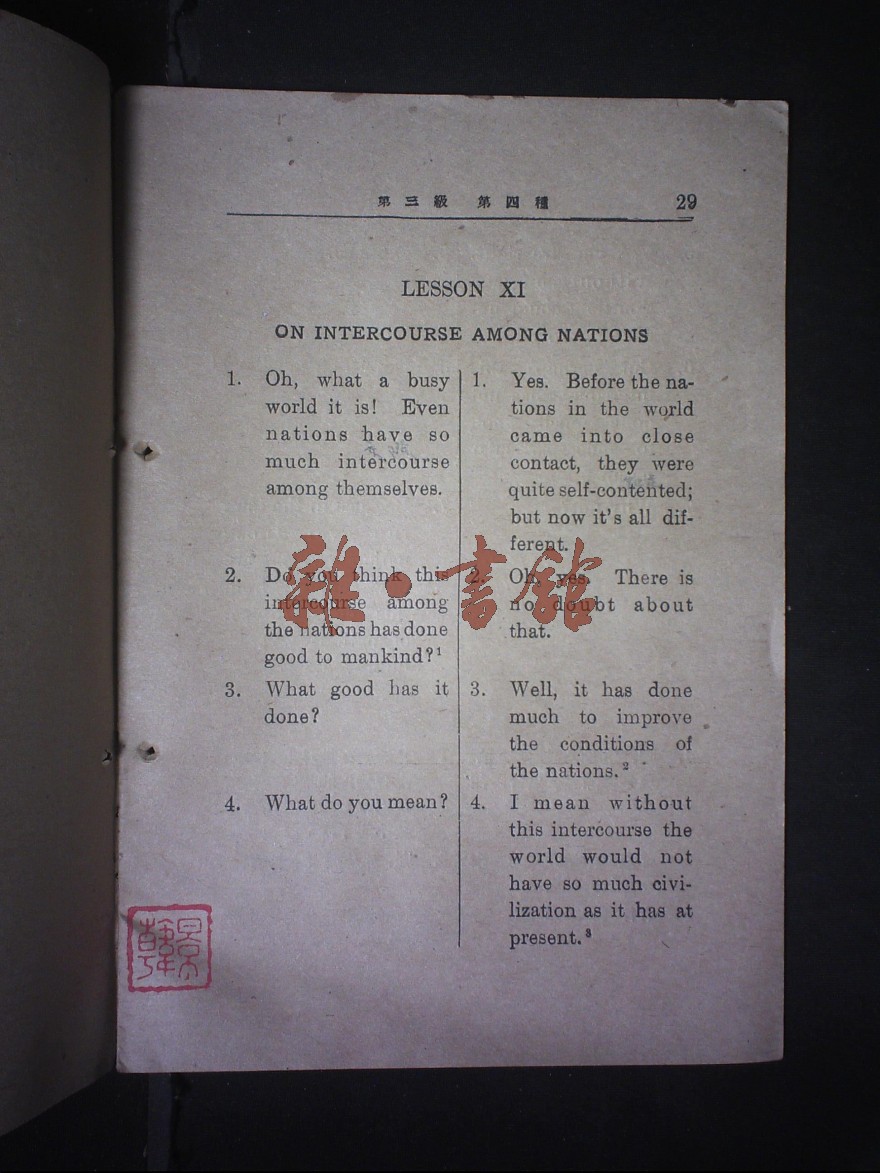 第三級 第四種 29
LESSON XI
ON INTERCOURSE AMONG NATIONS
1. Oh, what a busy
world it is! Even
nations have so
much intercourse
among themselves.
2. Do you think this
intercourse among
the nations has done
good to mankind?¹
3. What good has it
done?
4. What do you mean?
1. Yes. Before the na-
tions in the world
came into close
contact, they were
quite self-contented;
but now it's all dif-
ferent.
2. Oh, yes. There is
no doubt about
that.
3. Well, it has done
much to improve
the conditions of
the nations.²
4. I mean without
this intercourse the
world would not
have so much civi-
lization as it has at
present.³
雜·書館